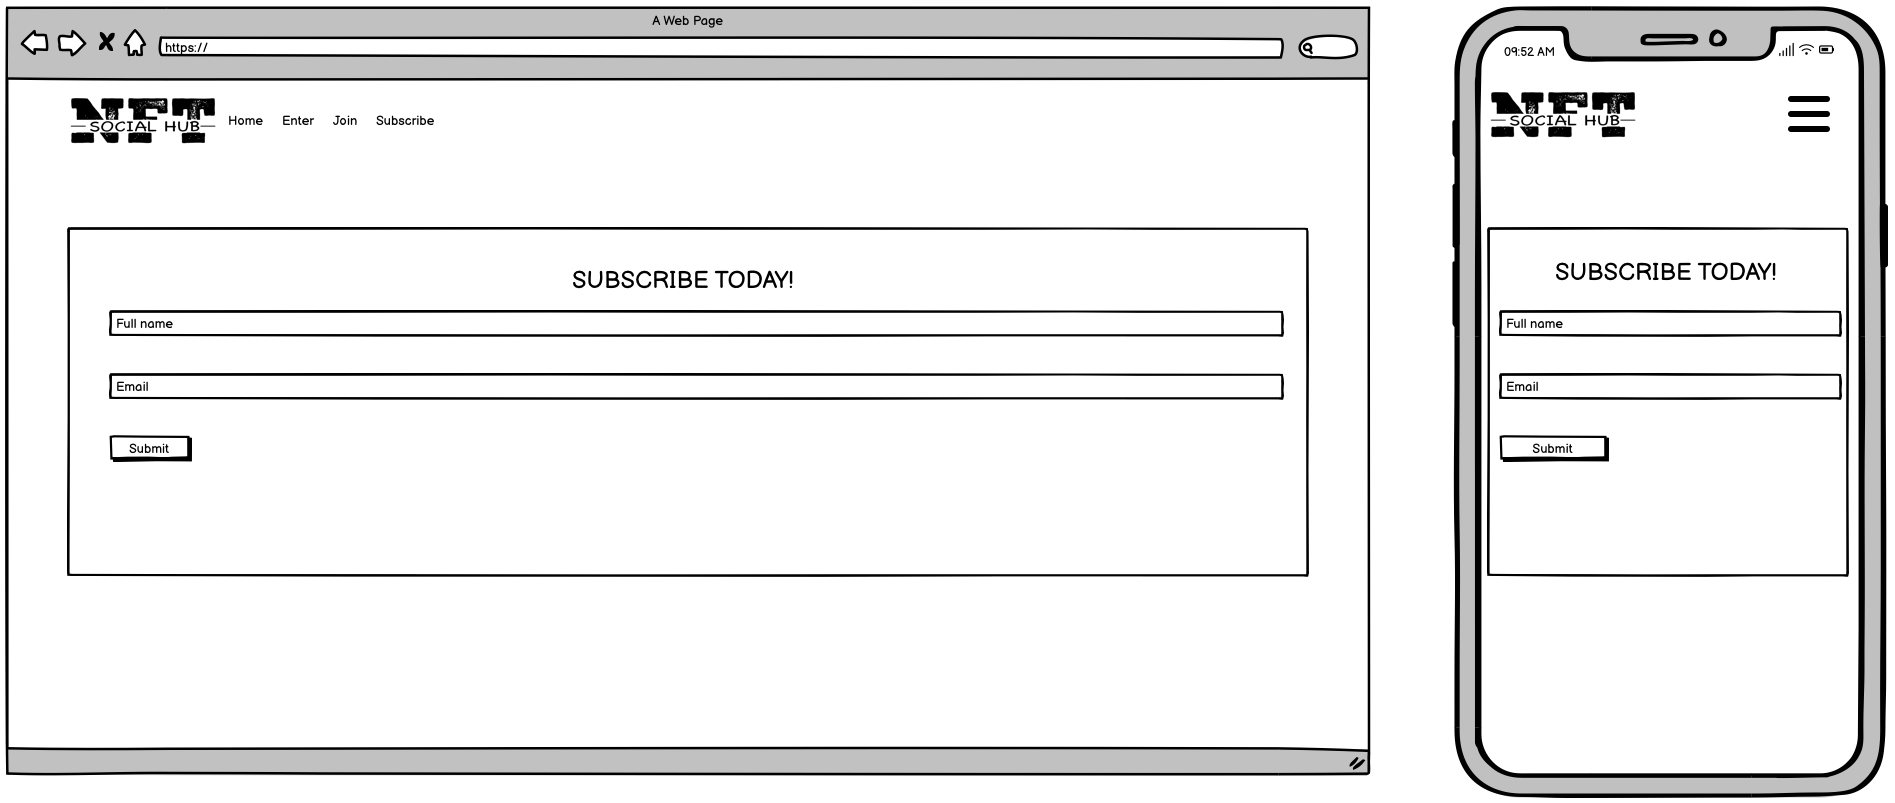 A Web Page
https://
NFT
SOCIAL HUB
Home Enter Join Subscribe
SUBSCRIBE TODAY!
Full name
Email
Submit
09:52 AM
NFT
SOCIAL HUB
SUBSCRIBE TODAY!
Full name
Email
Submit